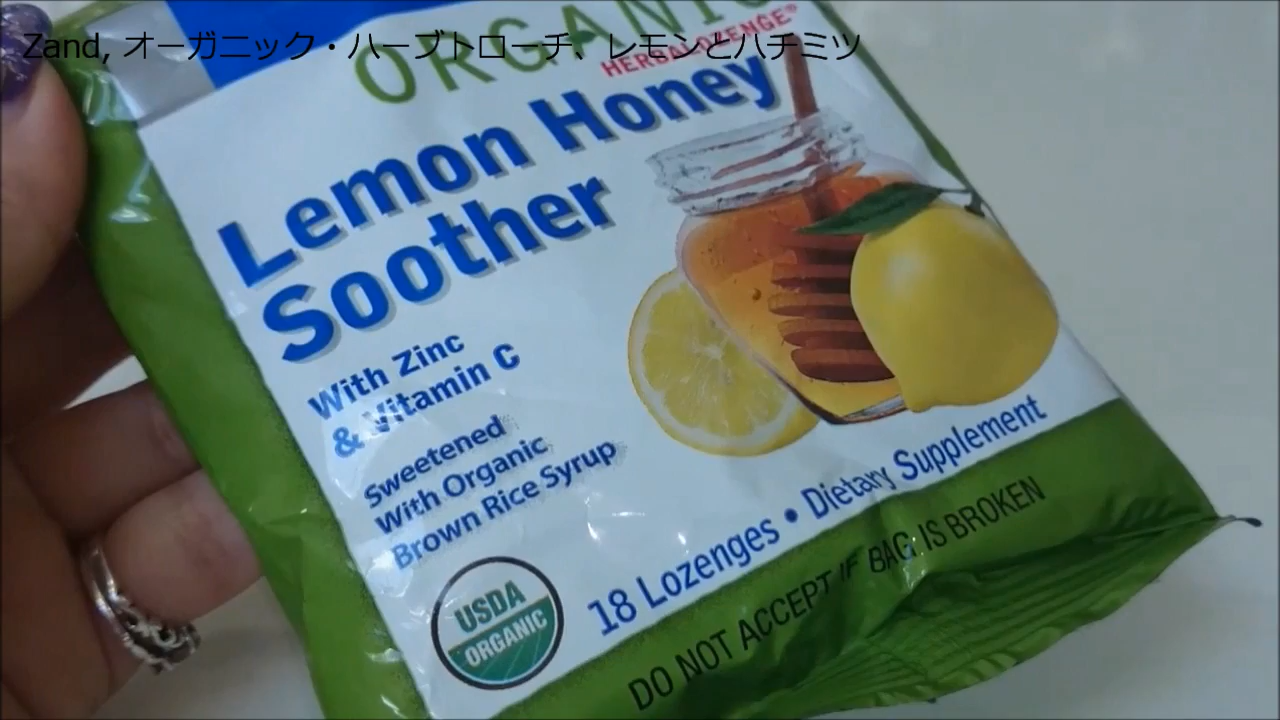 Zand, オーガニック・ハーブトローチ、レモンとハチミツ
ORGANIC
HERBALOZENGE®
Lemon Honey
Soother
With Zinc
& Vitamin C
Sweetened
With Organic
Brown Rice Syrup
USDA
ORGANIC
18 Lozenges • Dietary Supplement
DO NOT ACCEPT IF BAG IS BROKEN